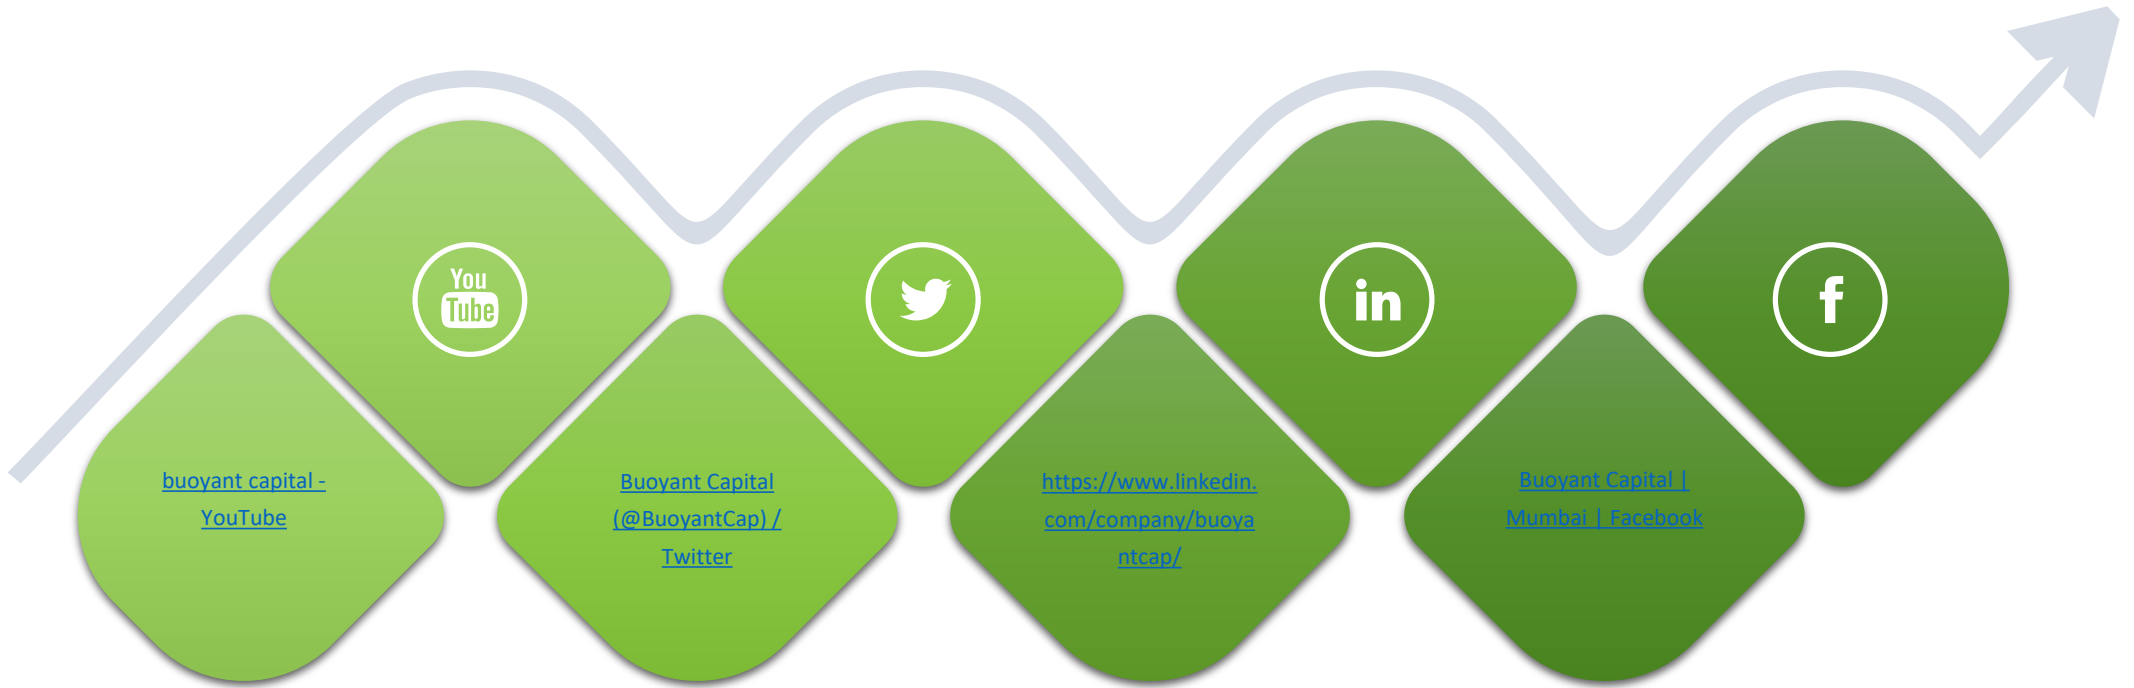 You
Tube
in
f
buoyant capital -
YouTube
Buoyant Capital
(@BuoyantCap) /
Twitter
https://www.linkedin.
com/company/buoya
ntcap/
Buoyant Capital |
Mumbai | Facebook